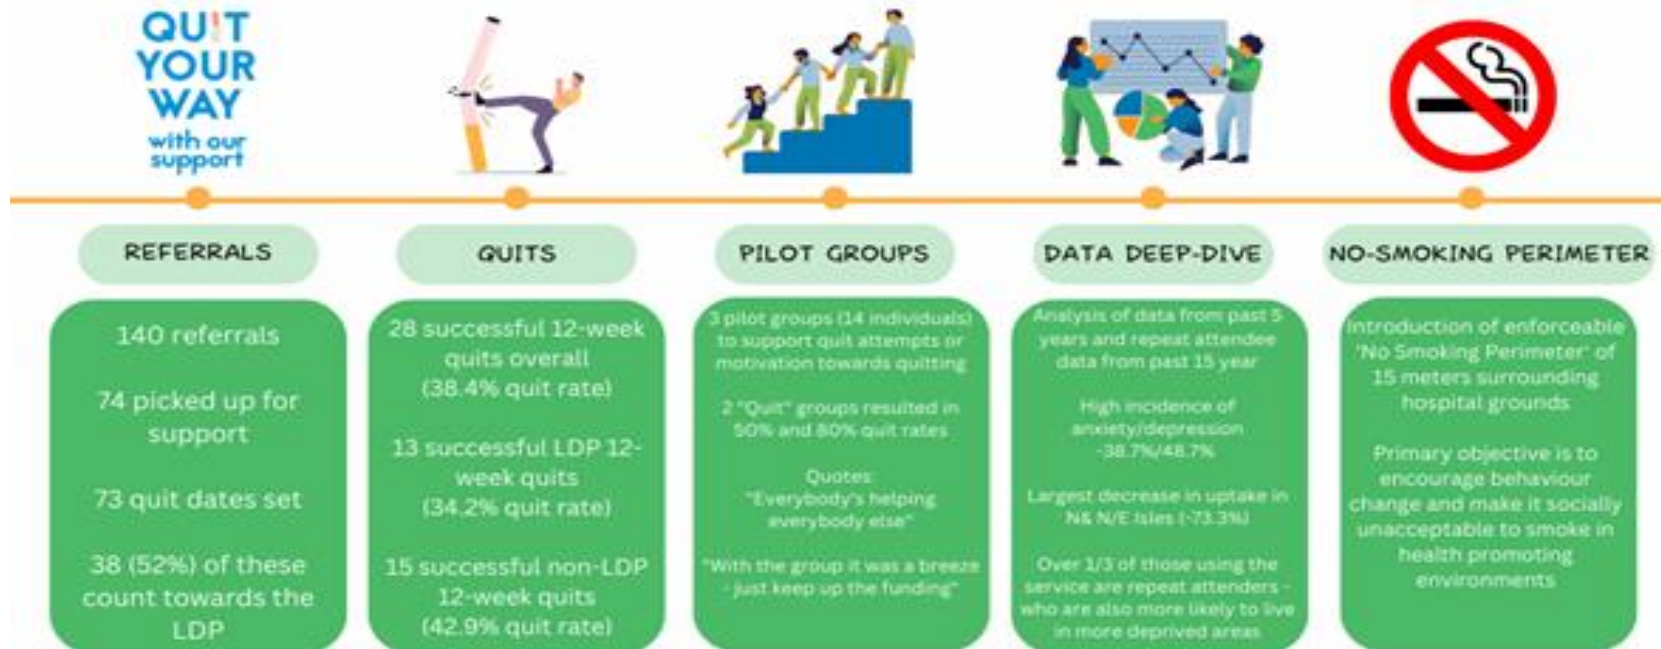 QUIT
YOUR
WAY
with our
support
REFERRALS
140 referrals
74 picked up for
support
73 quit dates set
38 (52%) of these
count towards the
LDP
QUITS
28 successful 12-week
quits overall
(38.4% quit rate)
13 successful LDP 12-
week quits
(34.2% quit rate)
15 successful non-LDP
12-week quits
(42.9% quit rate)
PILOT GROUPS
3 pilot groups (14 individuals)
to support quit attempts or
motivation towards quitting
2 "Quit" groups resulted in
50% and 80% quit rates
Quotes:
"Everybody's helping
everybody else"
"With the group it was a breeze
- just keep up the funding"
DATA DEEP-DIVE
Analysis of data from past 5
years and repeat attendee
data from past 15 year
High incidence of
anxiety/depression
-38.7%/48.7%
Largest decrease in uptake in
N& N/E Isles (-73.3%)
Over 1/3 of those using the
service are repeat attenders -
who are also more likely to live
in more deprived areas
NO-SMOKING PERIMETER
Introduction of enforceable
'No Smoking Perimeter' of
15 meters surrounding
hospital grounds
Primary objective is to
encourage behaviour
change and make it socially
unacceptable to smoke in
health promoting
environments